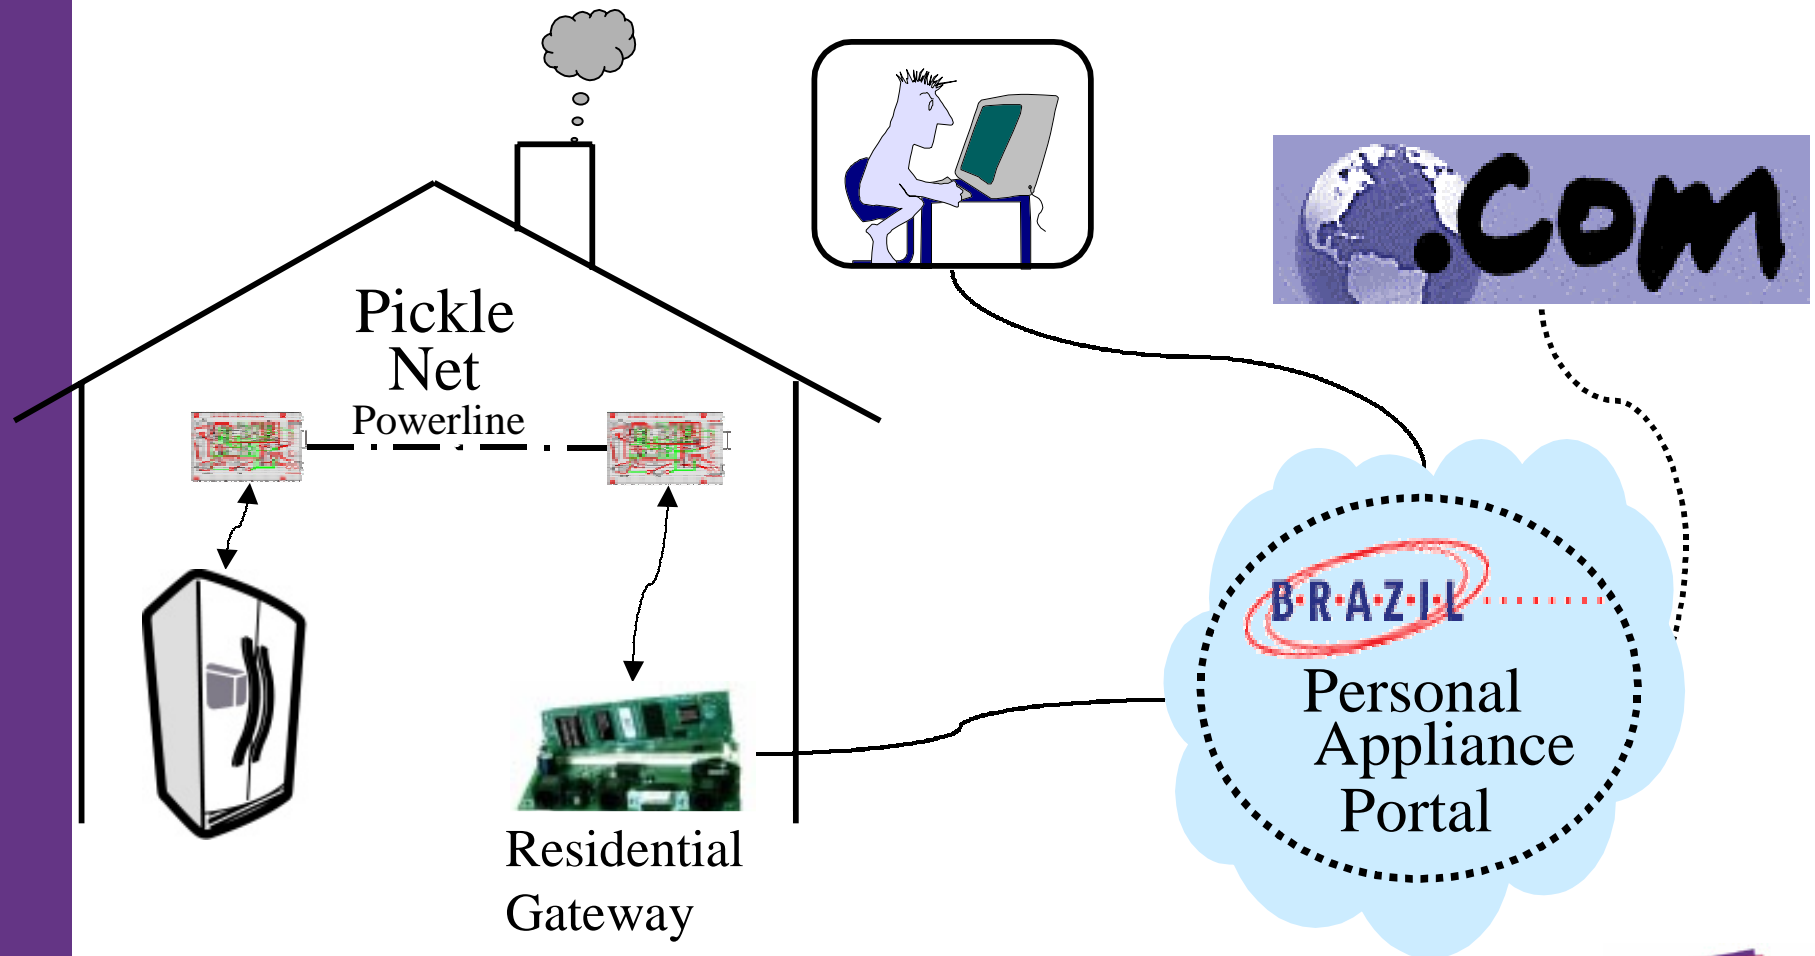 Pickle
Net
Powerline
Residential
Gateway
.com
B·R·A·Z·I·L
Personal
Appliance
Portal